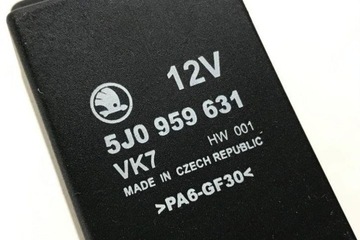 12V
5J0 959 631
VK7 HW 001
MADE IN CZECH REPUBLIC
>PA6-GF30<